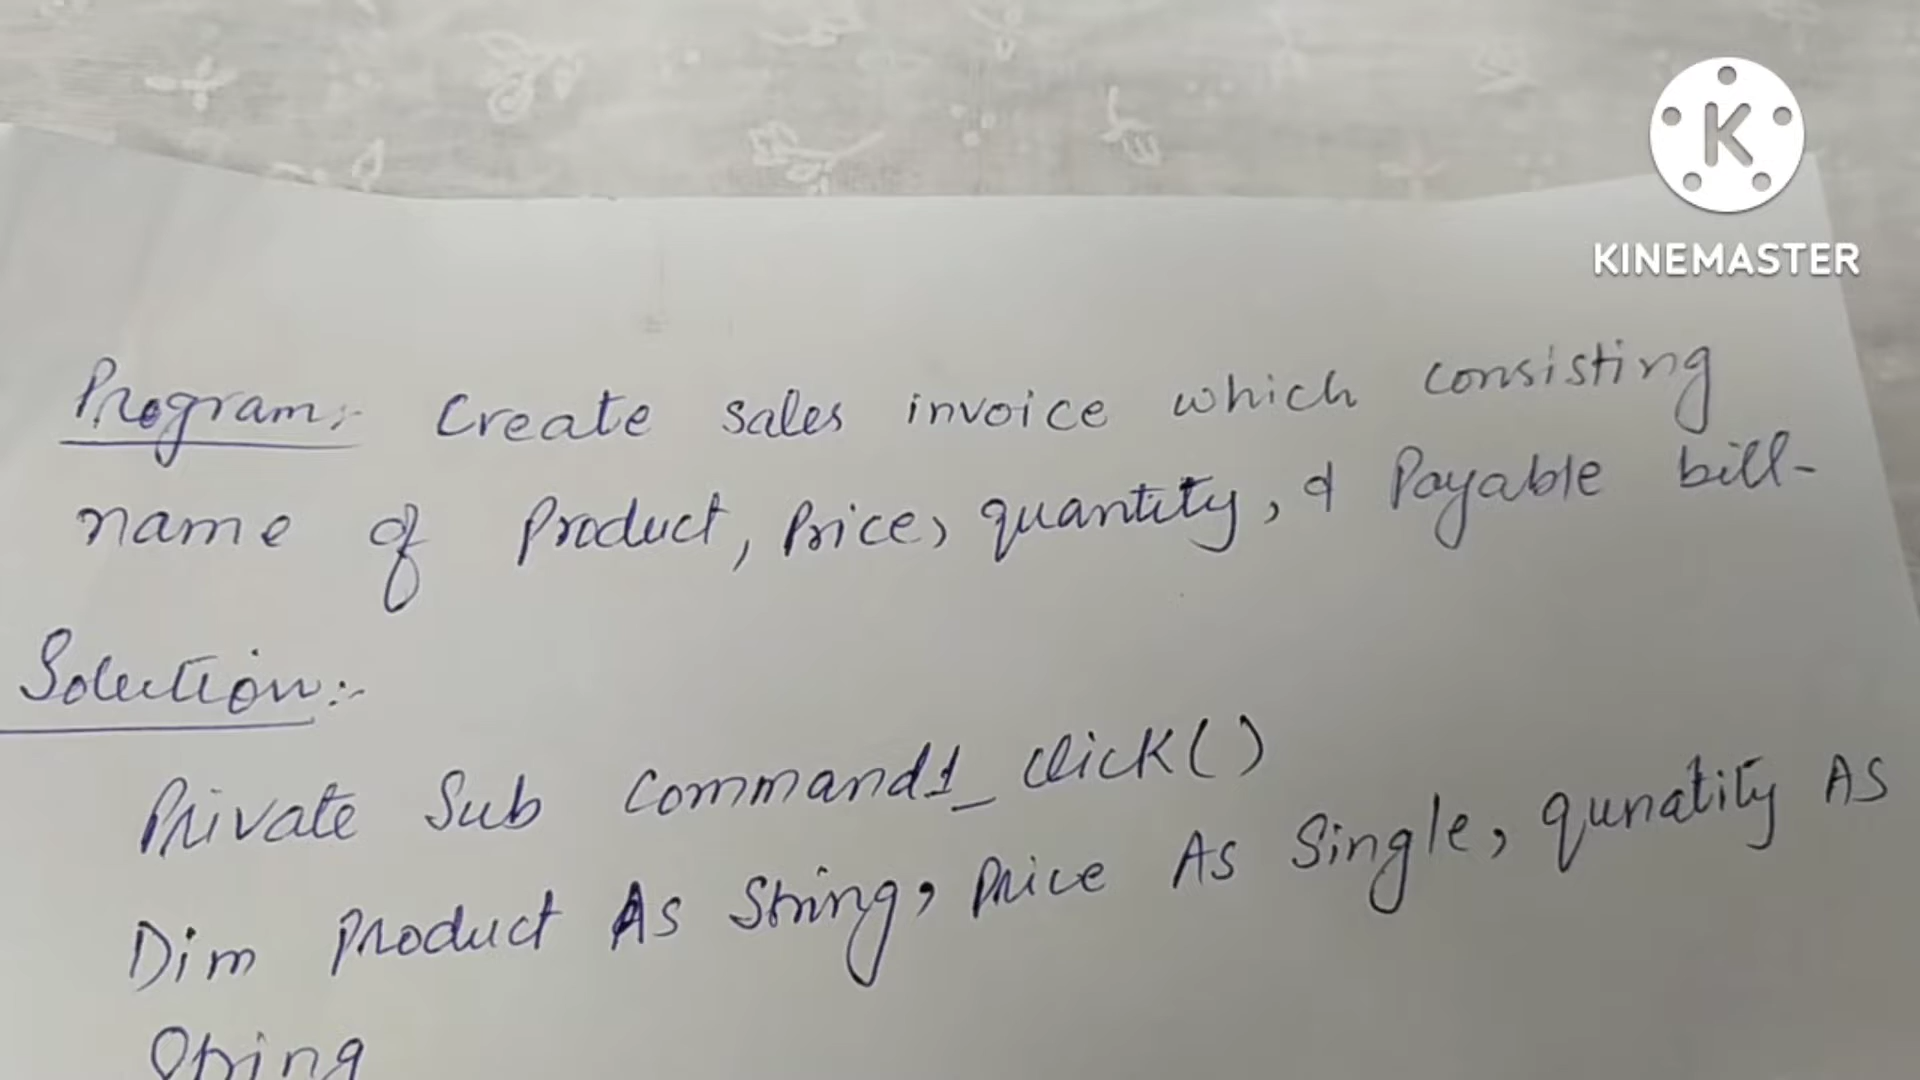 KINEMASTER
Program:- Create sales invoice which consisting
name of Product, Price, quantity, & Payable bill-
Solution:-
Private Sub Command1_click()
Dim Product As String, Price As Single, qunatity As
String